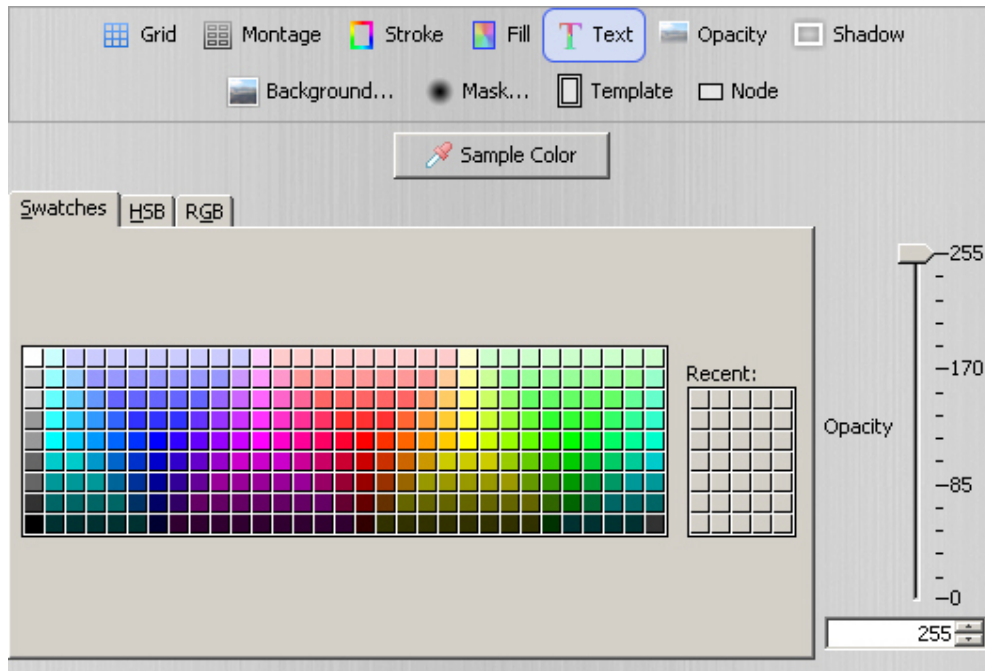 Grid Montage Stroke Fill Text Opacity Shadow
Background... Mask... Template Node
Sample Color
Swatches HSB RGB
255
170
Recent:
Opacity
85
0
255